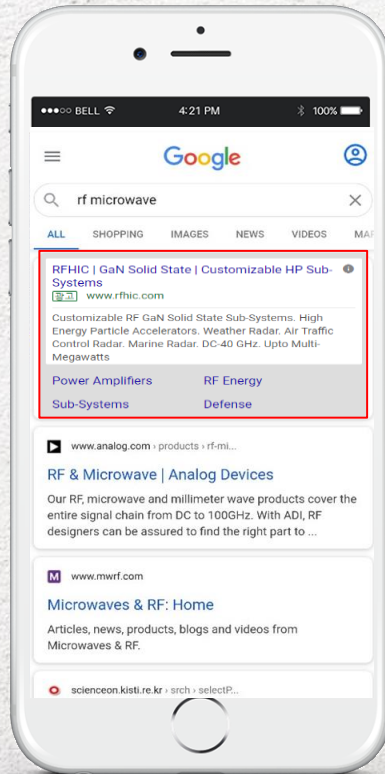 BELL 4:21 PM 100%
Google
rf microwave
ALL SHOPPING IMAGES NEWS VIDEOS MA
RFHIC | GaN Solid State | Customizable HP Sub-
Systems
광고 www.rfhic.com
Customizable RF GaN Solid State Sub-Systems. High
Energy Particle Accelerators. Weather Radar. Air Traffic
Control Radar. Marine Radar. DC-40 GHz. Upto Multi-
Megawatts
Power Amplifiers RF Energy
Sub-Systems Defense
www.analog.com › products › rf-mi...
RF & Microwave | Analog Devices
Our RF, microwave and millimeter wave products cover the
entire signal chain from DC to 100GHz. With ADI, RF
designers can be assured to find the right part to ...
M www.mwrf.com
Microwaves & RF: Home
Articles, news, products, blogs and videos from
Microwaves & RF.
scienceon.kisti.re.kr › srch › selectP...